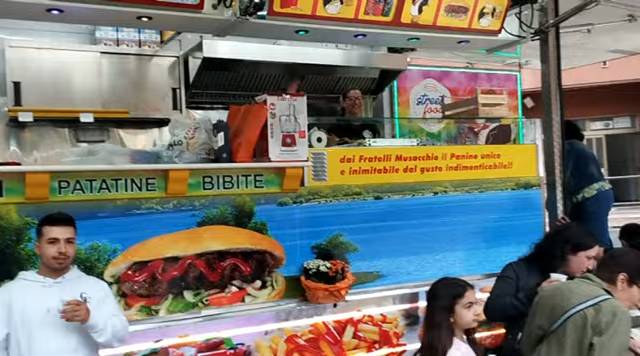 street
food
dai Fratelli Musacchio il Panino unico
e inimitabile dal gusto indimenticabile!!
PATATINE
BIBITE